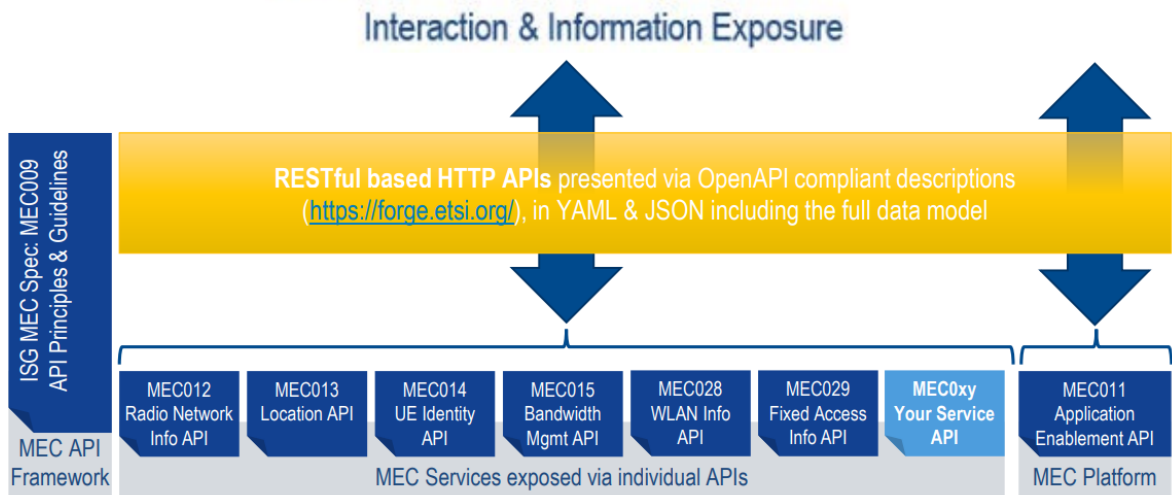 Interaction & Information Exposure
ISG MEC Spec: MEC009
API Principles & Guidelines
RESTful based HTTP APIs presented via OpenAPI compliant descriptions
(https://forge.etsi.org/), in YAML & JSON including the full data model
MEC012
Radio Network
Info API
MEC013
Location API
MEC014
UE Identity
API
MEC015
Bandwidth
Mgmt API
MEC028
WLAN Info
API
MEC029
Fixed Access
Info API
MEC0xy
Your Service
API
MEC011
Application
Enablement API
MEC API
Framework
MEC Services exposed via individual APIs
MEC Platform